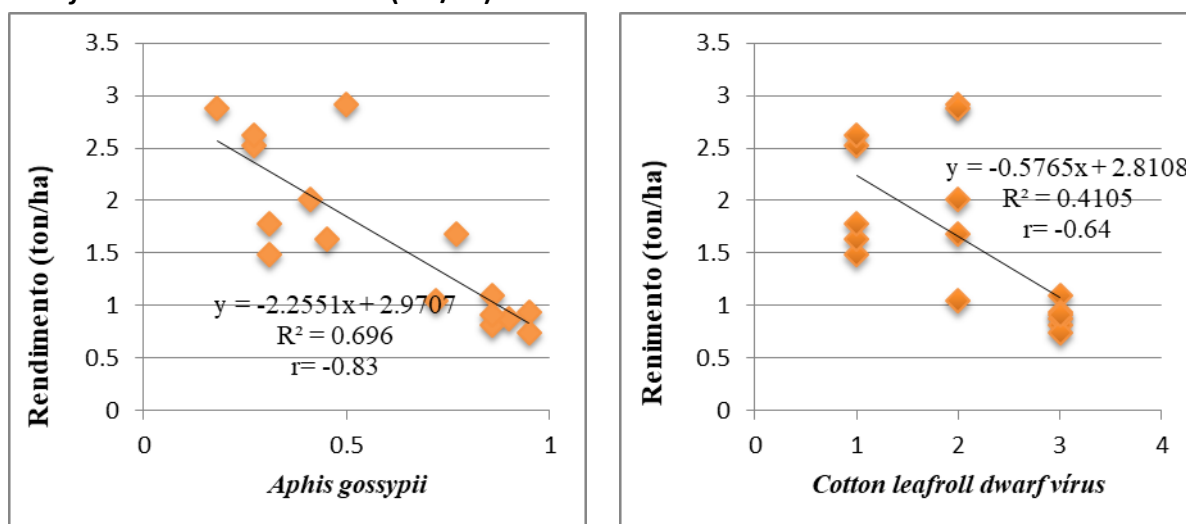 3.5
3
2.5
2
1.5
1
0.5
0
0
0.5
1
Rendimento (ton/ha)
Aphis gossypii
y = -2.2551x + 2.9707
R² = 0.696
r= -0.83
3.5
3
2.5
2
1.5
1
0.5
0
0
1
2
3
4
Renimento (ton/ha)
Cotton leafroll dwarf vírus
y = -0.5765x + 2.8108
R² = 0.4105
r= -0.64